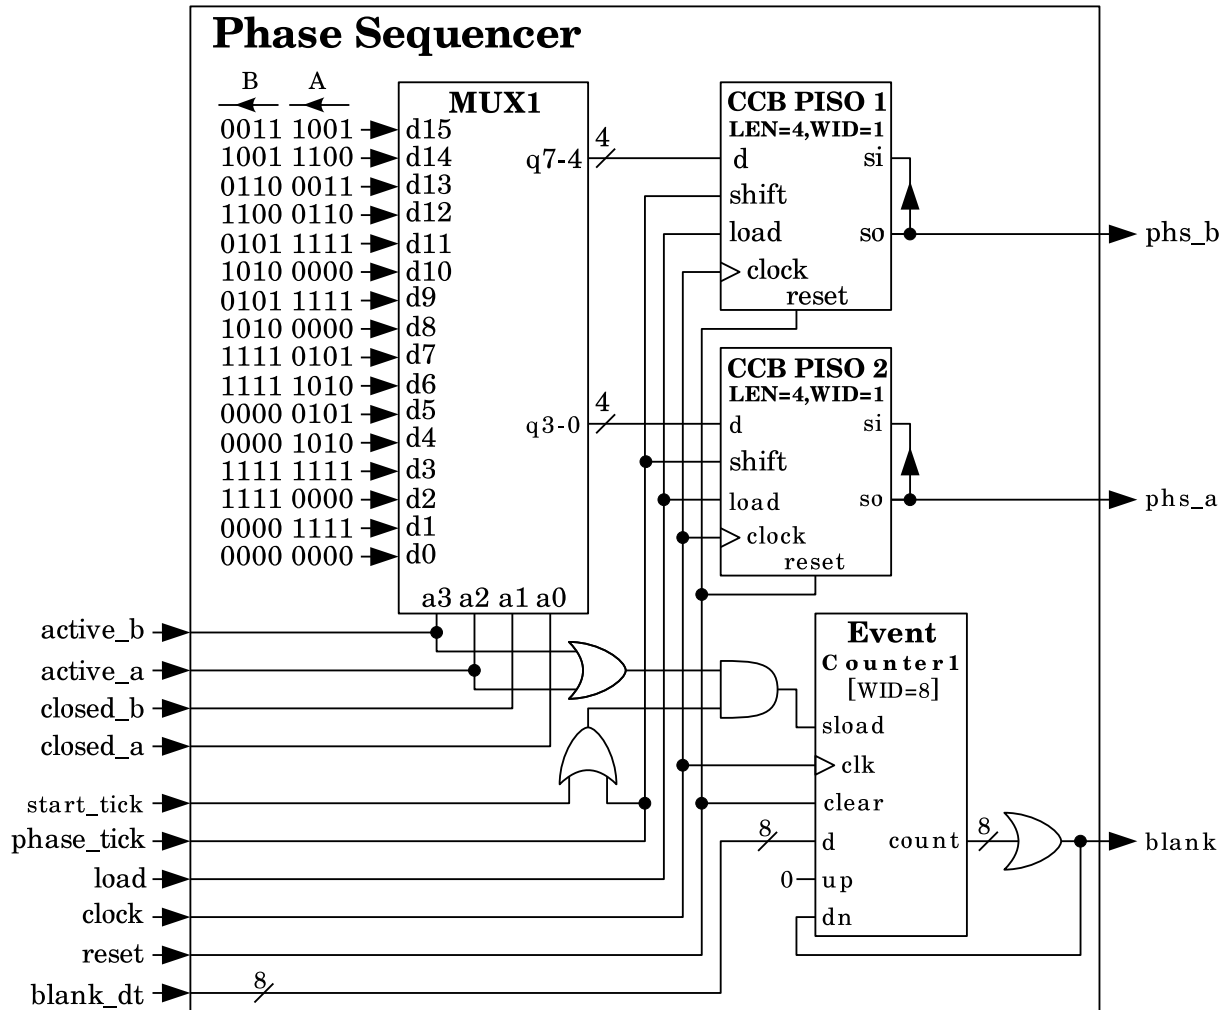 Phase Sequencer
B A
MUX1
0011 1001 d15
1001 1100 d14
0110 0011 d13
1100 0110 d12
0101 1111 d11
1010 0000 d10
0101 1111 d9
1010 0000 d8
1111 0101 d7
1111 1010 d6
0000 0101 d5
0000 1010 d4
1111 1111 d3
1111 0000 d2
0000 1111 d1
0000 0000 d0
q7-4
4
q3-0
4
a3 a2 a1 a0
CCB PISO 1
LEN=4,WID=1
d si
shift
load so
clock
reset
phs_b
CCB PISO 2
LEN=4,WID=1
d si
shift
load so
clock
reset
phs_a
active_b
active_a
closed_b
closed_a
start_tick
phase_tick
load
clock
reset
blank_dt
8
Event
Counter1
[WID=8]
sload
clk
clear
8
d count
8
0 up
dn
blank